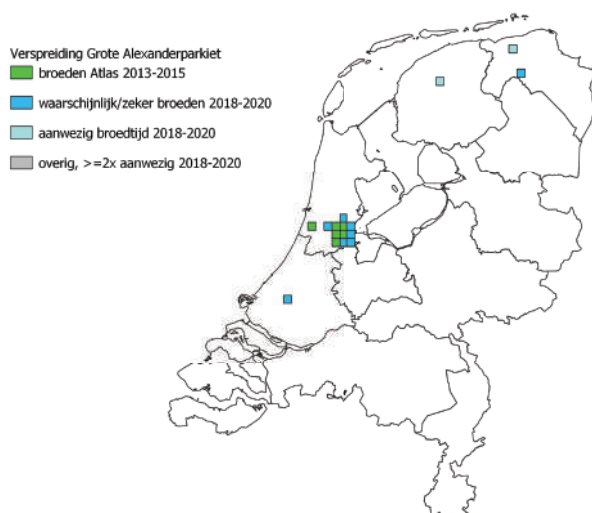 Verspreiding Grote Alexanderparkiet
broeden Atlas 2013-2015
waarschijnlijk/zeker broeden 2018-2020
aanwezig broedtijd 2018-2020
overig, >=2x aanwezig 2018-2020